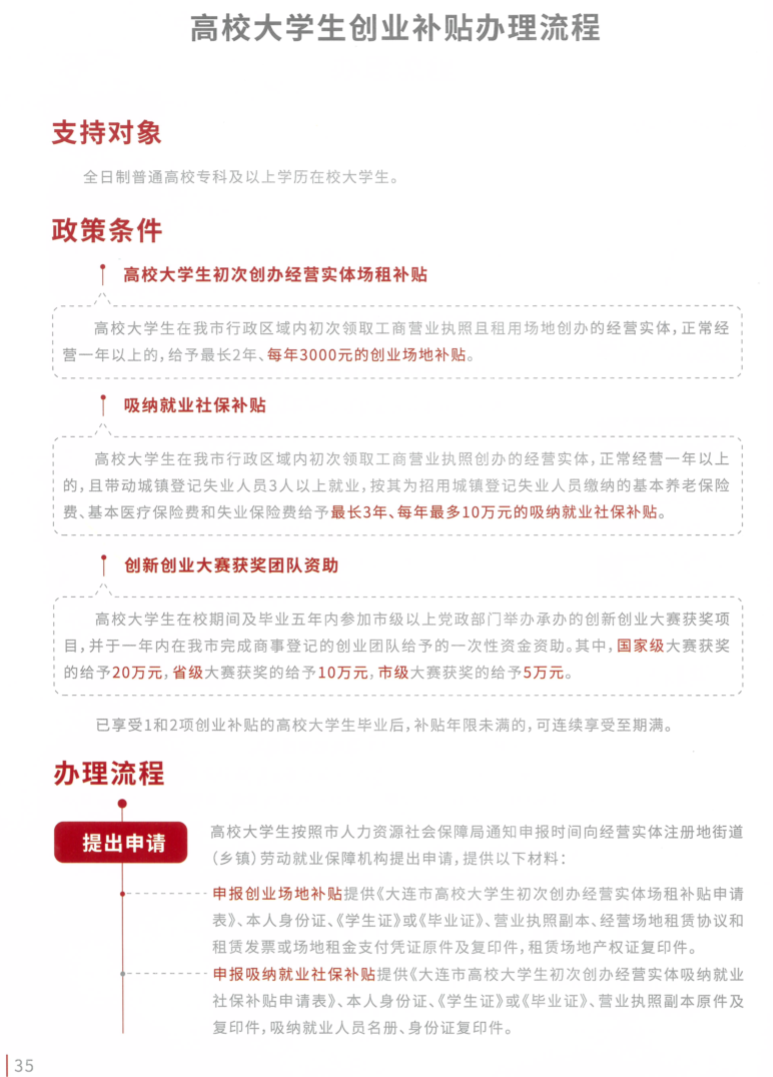 高校大学生创业补贴办理流程
支持对象
全日制普通高校专科及以上学历在校大学生。
政策条件
高校大学生初次创办经营实体场租补贴
高校大学生在我市行政区域内初次领取工商营业执照且租用场地创办的经营实体，正常经
营一年以上的，给予最长2年、每年3000元的创业场地补贴。
吸纳就业社保补贴
高校大学生在我市行政区域内初次领取工商营业执照创办的经营实体，正常经营一年以上
的，且带动城镇登记失业人员3人以上就业，按其为招用城镇登记失业人员缴纳的基本养老保险
费、基本医疗保险费和失业保险费给予最长3年、每年最多10万元的吸纳就业社保补贴。
创新创业大赛获奖团队资助
高校大学生在校期间及毕业五年内参加市级以上党政部门举办承办的创新创业大赛获奖项
目，并于一年内在我市完成商事登记的创业团队给予的一次性资金资助。其中，国家级大赛获奖
的给予20万元，省级大赛获奖的给予10万元，市级大赛获奖的给予5万元。
已享受1和2项创业补贴的高校大学生毕业后，补贴年限未满的，可连续享受至期满。
办理流程
提出申请
高校大学生按照市人力资源社会保障局通知申报时间向经营实体注册地街道
（乡镇）劳动就业保障机构提出申请，提供以下材料：
申报创业场地补贴提供《大连市高校大学生初次创办经营实体场租补贴申请
表》、本人身份证、《学生证》或《毕业证》、营业执照副本、经营场地租赁协议和
租赁发票或场地租金支付凭证原件及复印件，租赁场地产权证复印件。
申报吸纳就业社保补贴提供《大连市高校大学生初次创办经营实体吸纳就业
社保补贴申请表》、本人身份证、《学生证》或《毕业证》、营业执照副本原件及
复印件，吸纳就业人员名册、身份证复印件。
35